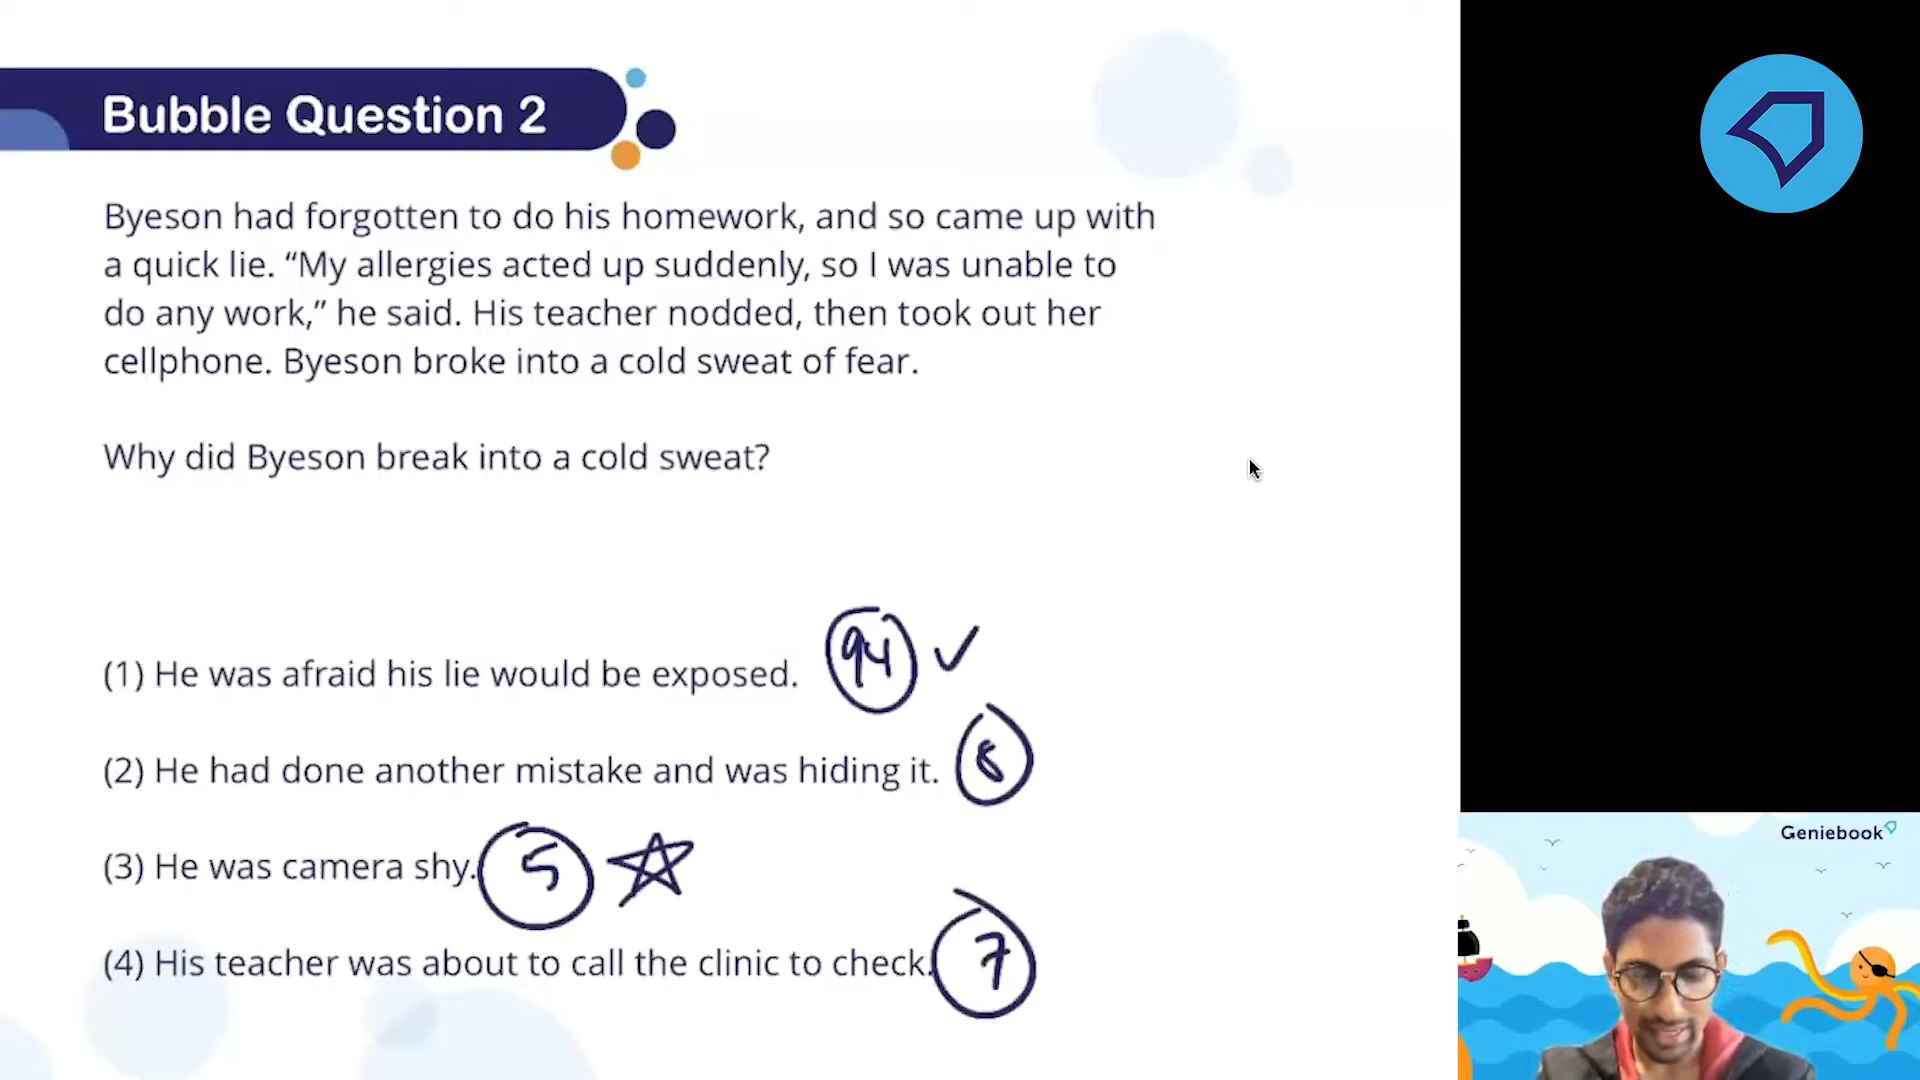 Bubble Question 2
Byeson had forgotten to do his homework, and so came up with
a quick lie. “My allergies acted up suddenly, so I was unable to
do any work,” he said. His teacher nodded, then took out her
cellphone. Byeson broke into a cold sweat of fear.
Why did Byeson break into a cold sweat?
(1) He was afraid his lie would be exposed. 94
(2) He had done another mistake and was hiding it. 8
(3) He was camera shy. 5
(4) His teacher was about to call the clinic to check. 7
Geniebook